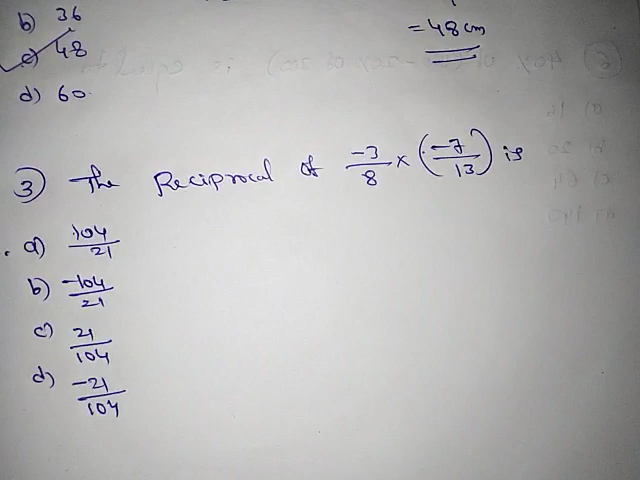 b) 36
= 48 cm
c) 48
d) 60
3) The Reciprocal of -3/8 × (-7/13) is
a) 104/21
b) -104/21
c) 21/104
d) -21/104